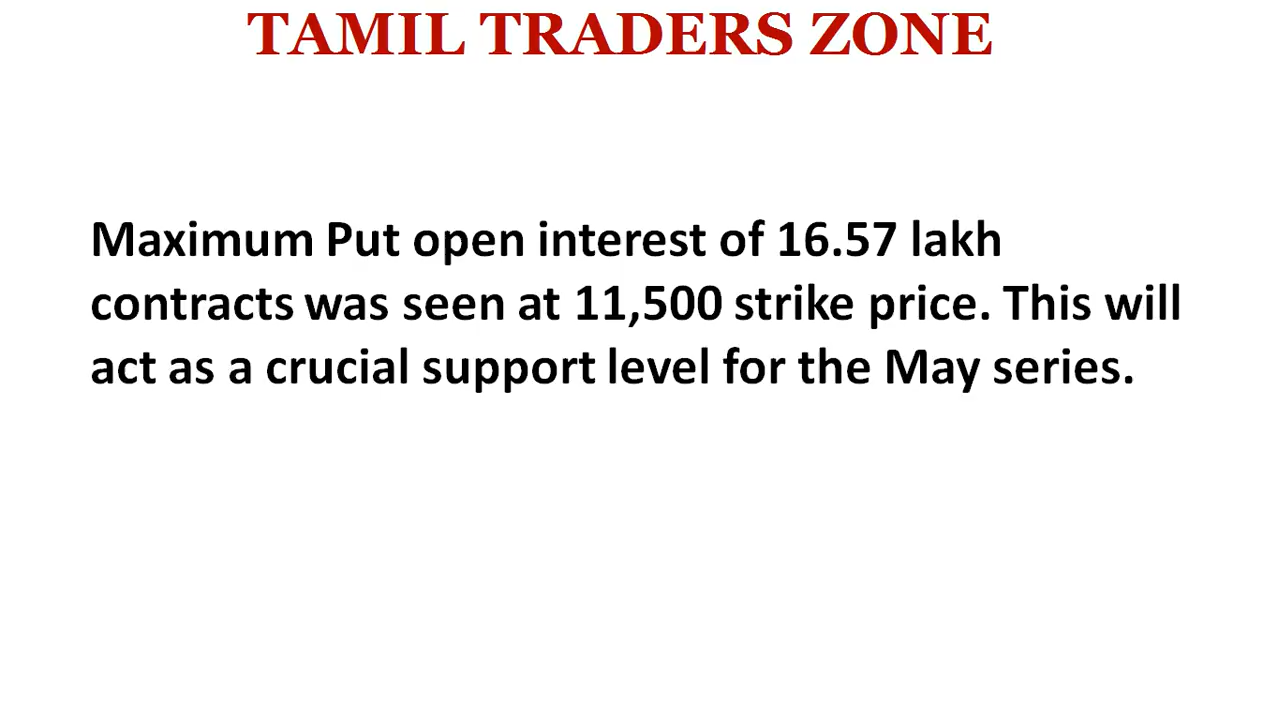 TAMIL TRADERS ZONE
Maximum Put open interest of 16.57 lakh
contracts was seen at 11,500 strike price. This will
act as a crucial support level for the May series.